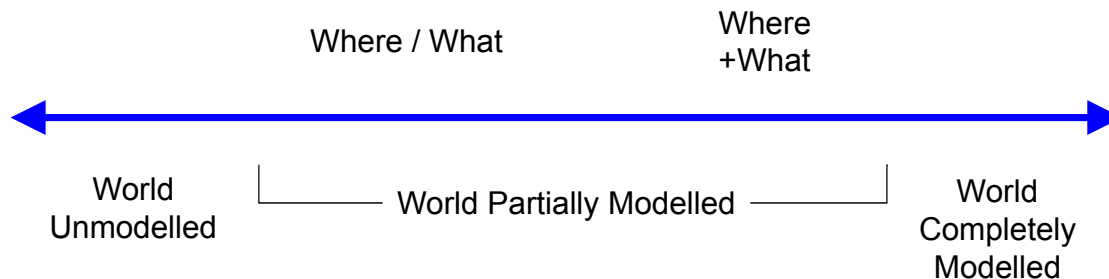 Where / What
Where
+What
World
Unmodelled
World Partially Modelled
World
Completely
Modelled